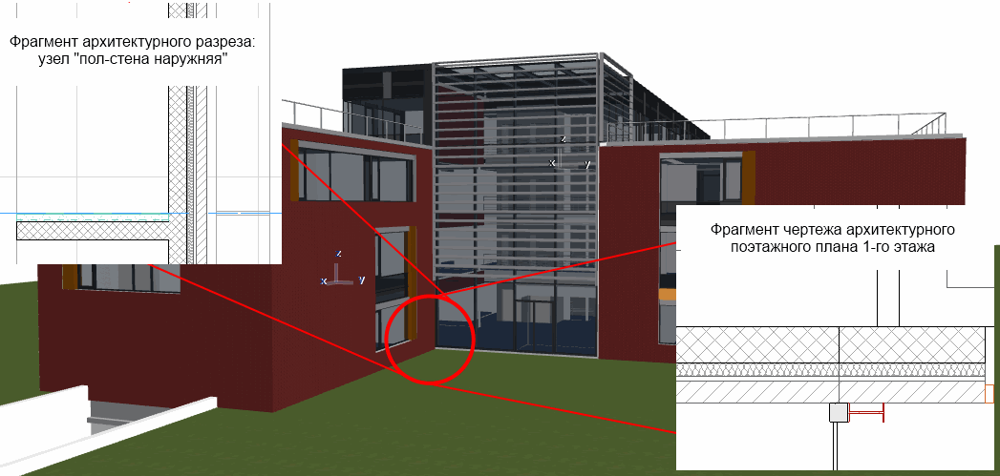 Фрагмент архитектурного разреза:
узел "пол-стена наружняя"
Фрагмент чертежа архитектурного
поэтажного плана 1-го этажа
z
x
y
z
x
y